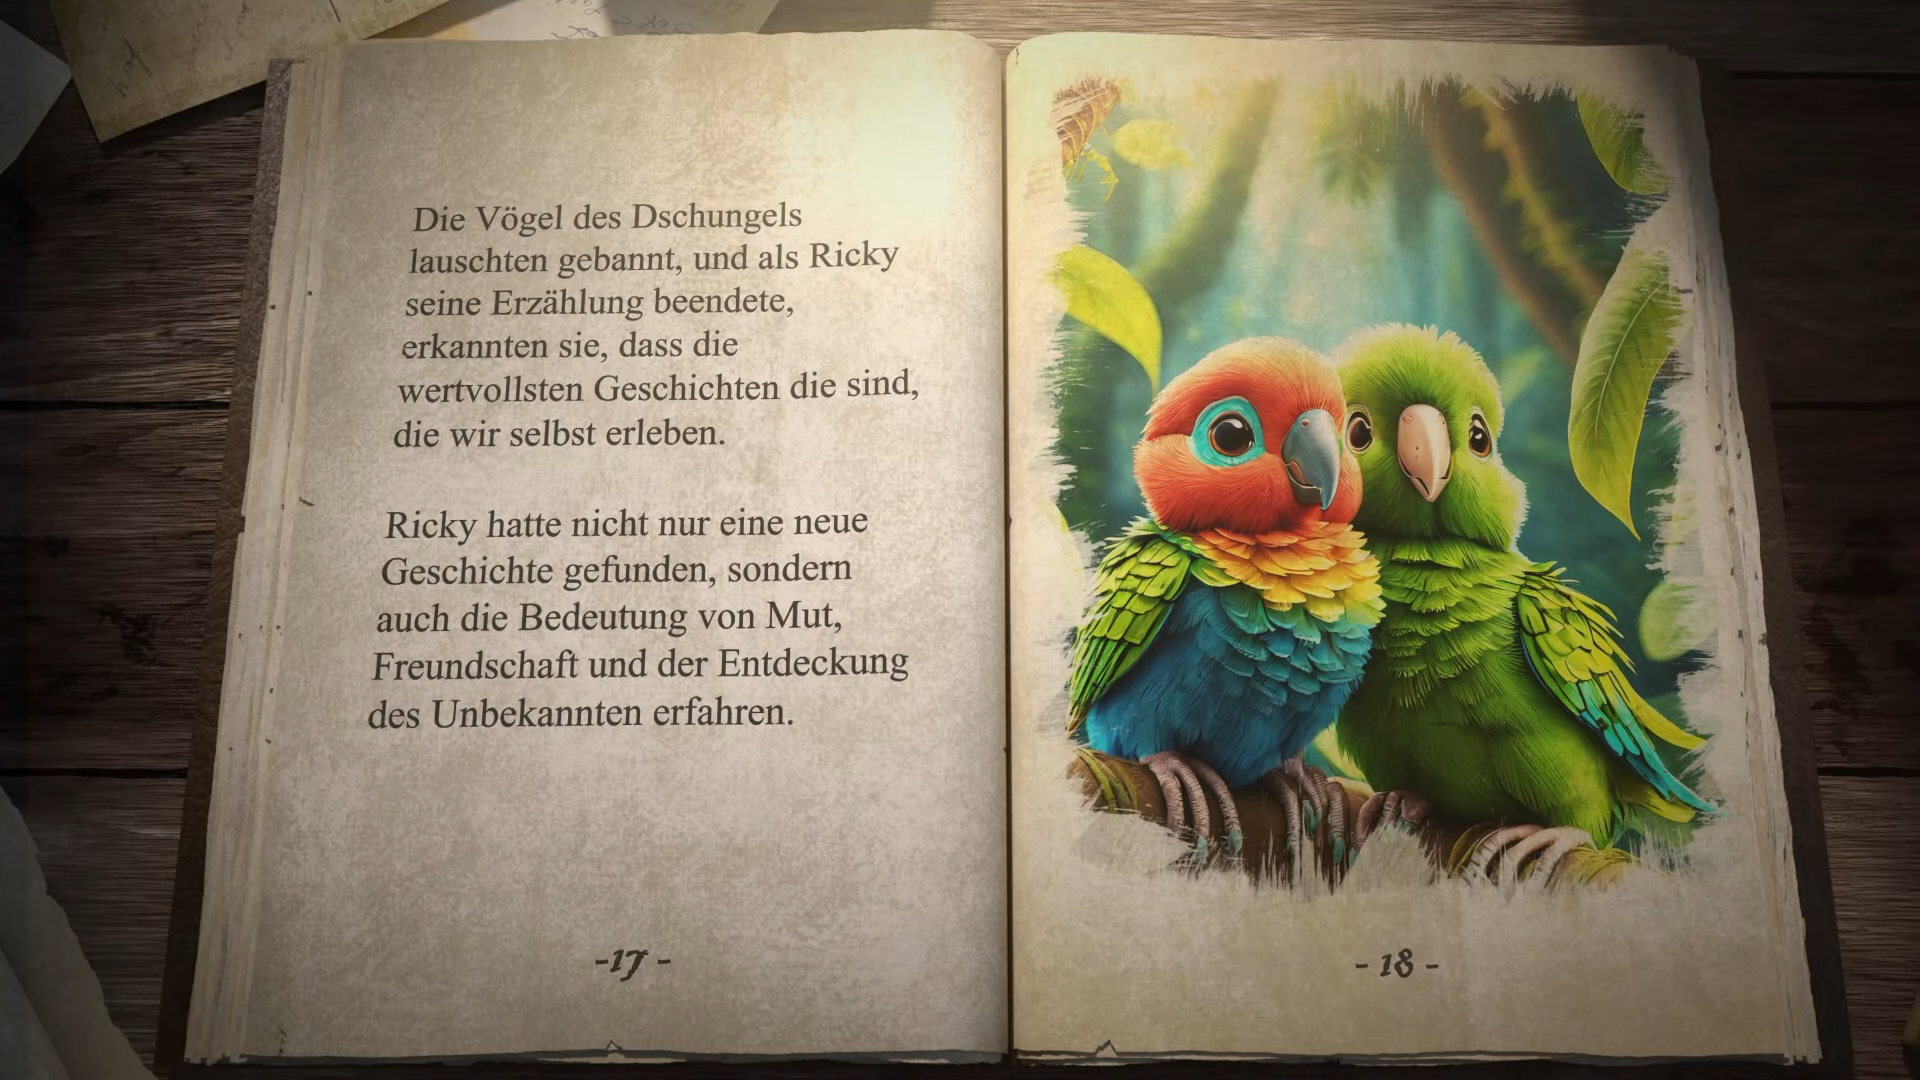 Die Vögel des Dschungels
lauschten gebannt, und als Ricky
seine Erzählung beendete,
erkannten sie, dass die
wertvollsten Geschichten die sind,
die wir selbst erleben.
Ricky hatte nicht nur eine neue
Geschichte gefunden, sondern
auch die Bedeutung von Mut,
Freundschaft und der Entdeckung
des Unbekannten erfahren.
-17 -
- 18 -